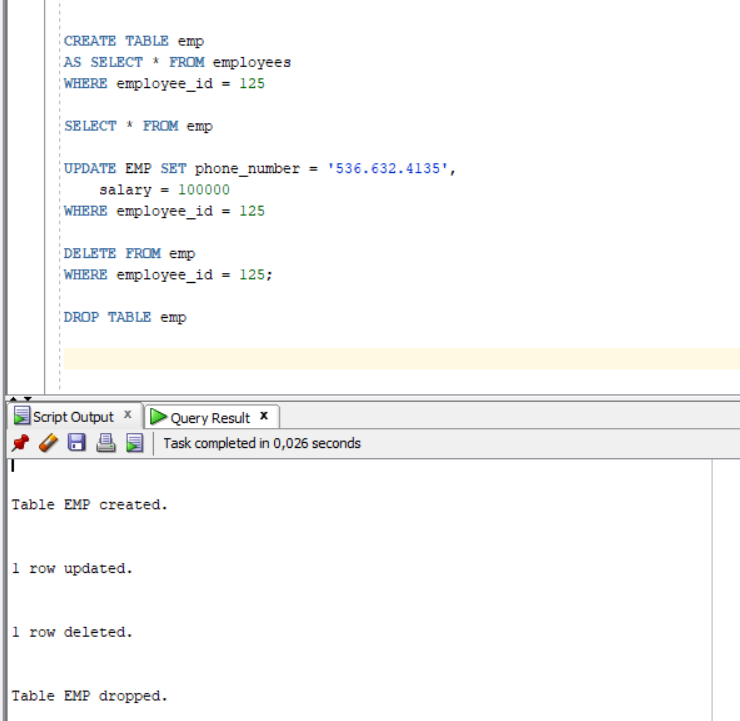 CREATE TABLE emp
AS SELECT * FROM employees
WHERE employee_id = 125
SELECT * FROM emp
UPDATE EMP SET phone_number = '536.632.4135',
salary = 100000
WHERE employee_id = 125
DELETE FROM emp
WHERE employee_id = 125;
DROP TABLE emp
Script Output x Query Result x
Task completed in 0,026 seconds
Table EMP created.
1 row updated.
1 row deleted.
Table EMP dropped.